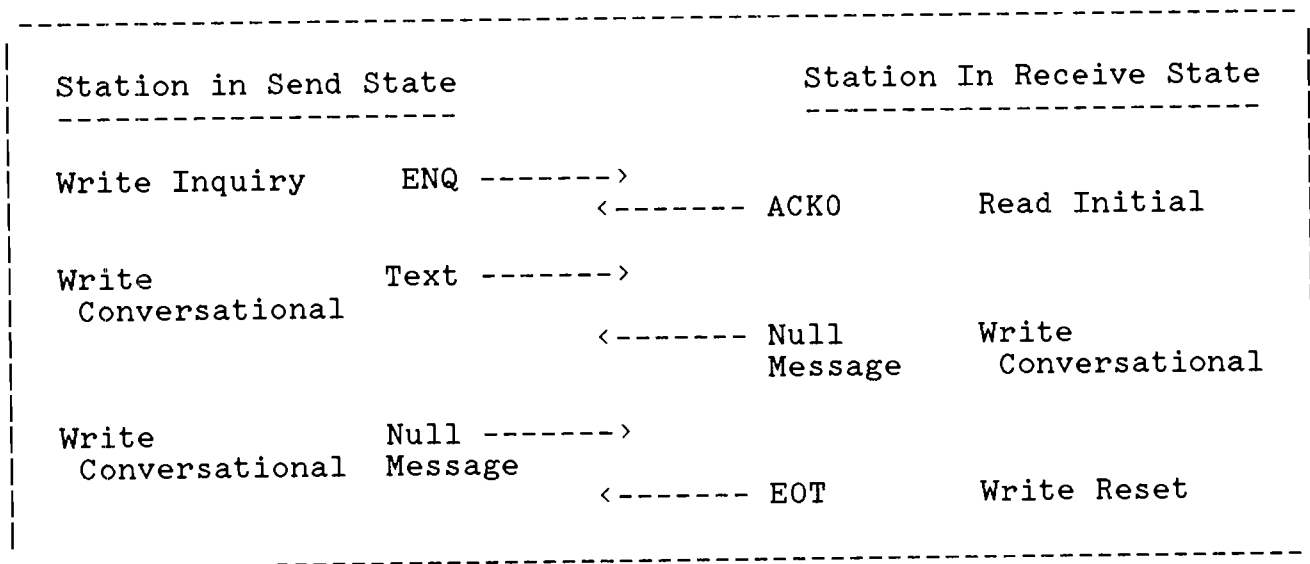 Station in Send State Station In Receive State
Write Inquiry ENQ ------->
<------- ACK0 Read Initial
Write Text ------->
Conversational
<------- Null Write
Message Conversational
Write Null ------->
Conversational Message
<------- EOT Write Reset